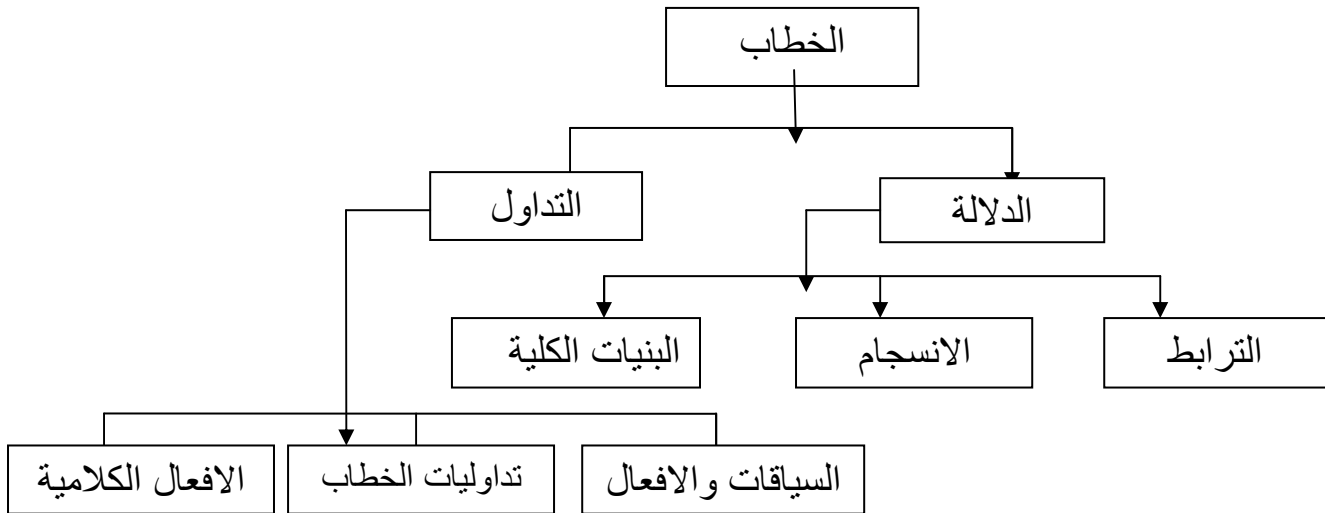 الخطاب
الدلالة
التداول
الترابط
الانسجام
البنيات الكلية
السياقات والافعال
تداوليات الخطاب
الافعال الكلامية